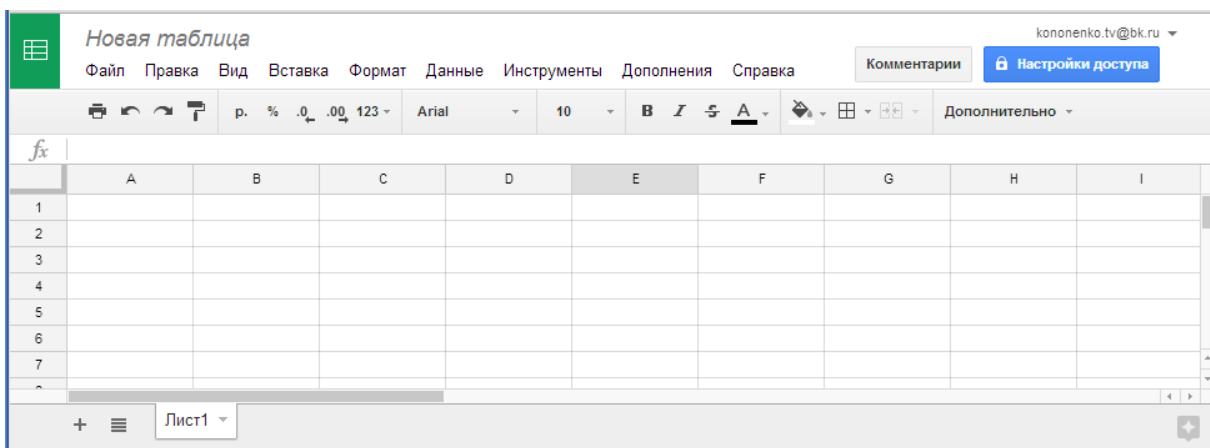 Новая таблица
kononenko.tv@bk.ru
Файл Правка Вид Вставка Формат Данные Инструменты Дополнения Справка
Комментарии
Настройки доступа
р. % .0 .00 123 Arial 10 B I S A Дополнительно
fx
A B C D E F G H I
1
2
3
4
5
6
7
Лист1